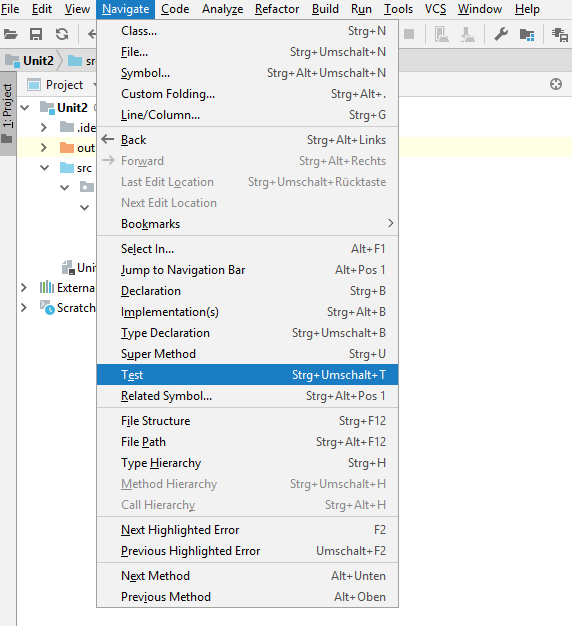 File Edit View Navigate Code Analyze Refactor Build Run Tools VCS Window Help
Unit2
1: Project
Project
Unit2
.ide
out
src
Uni
Externa
Scratch
Class... Strg+N
File... Strg+Umschalt+N
Symbol... Strg+Alt+Umschalt+N
Custom Folding... Strg+Alt+.
Line/Column... Strg+G
Back Strg+Alt+Links
Forward Strg+Alt+Rechts
Last Edit Location Strg+Umschalt+Rücktaste
Next Edit Location
Bookmarks
Select In... Alt+F1
Jump to Navigation Bar Alt+Pos 1
Declaration Strg+B
Implementation(s) Strg+Alt+B
Type Declaration Strg+Umschalt+B
Super Method Strg+U
Test Strg+Umschalt+T
Related Symbol... Strg+Alt+Pos 1
File Structure Strg+F12
File Path Strg+Alt+F12
Type Hierarchy Strg+H
Method Hierarchy Strg+Umschalt+H
Call Hierarchy Strg+Alt+H
Next Highlighted Error F2
Previous Highlighted Error Umschalt+F2
Next Method Alt+Unten
Previous Method Alt+Oben